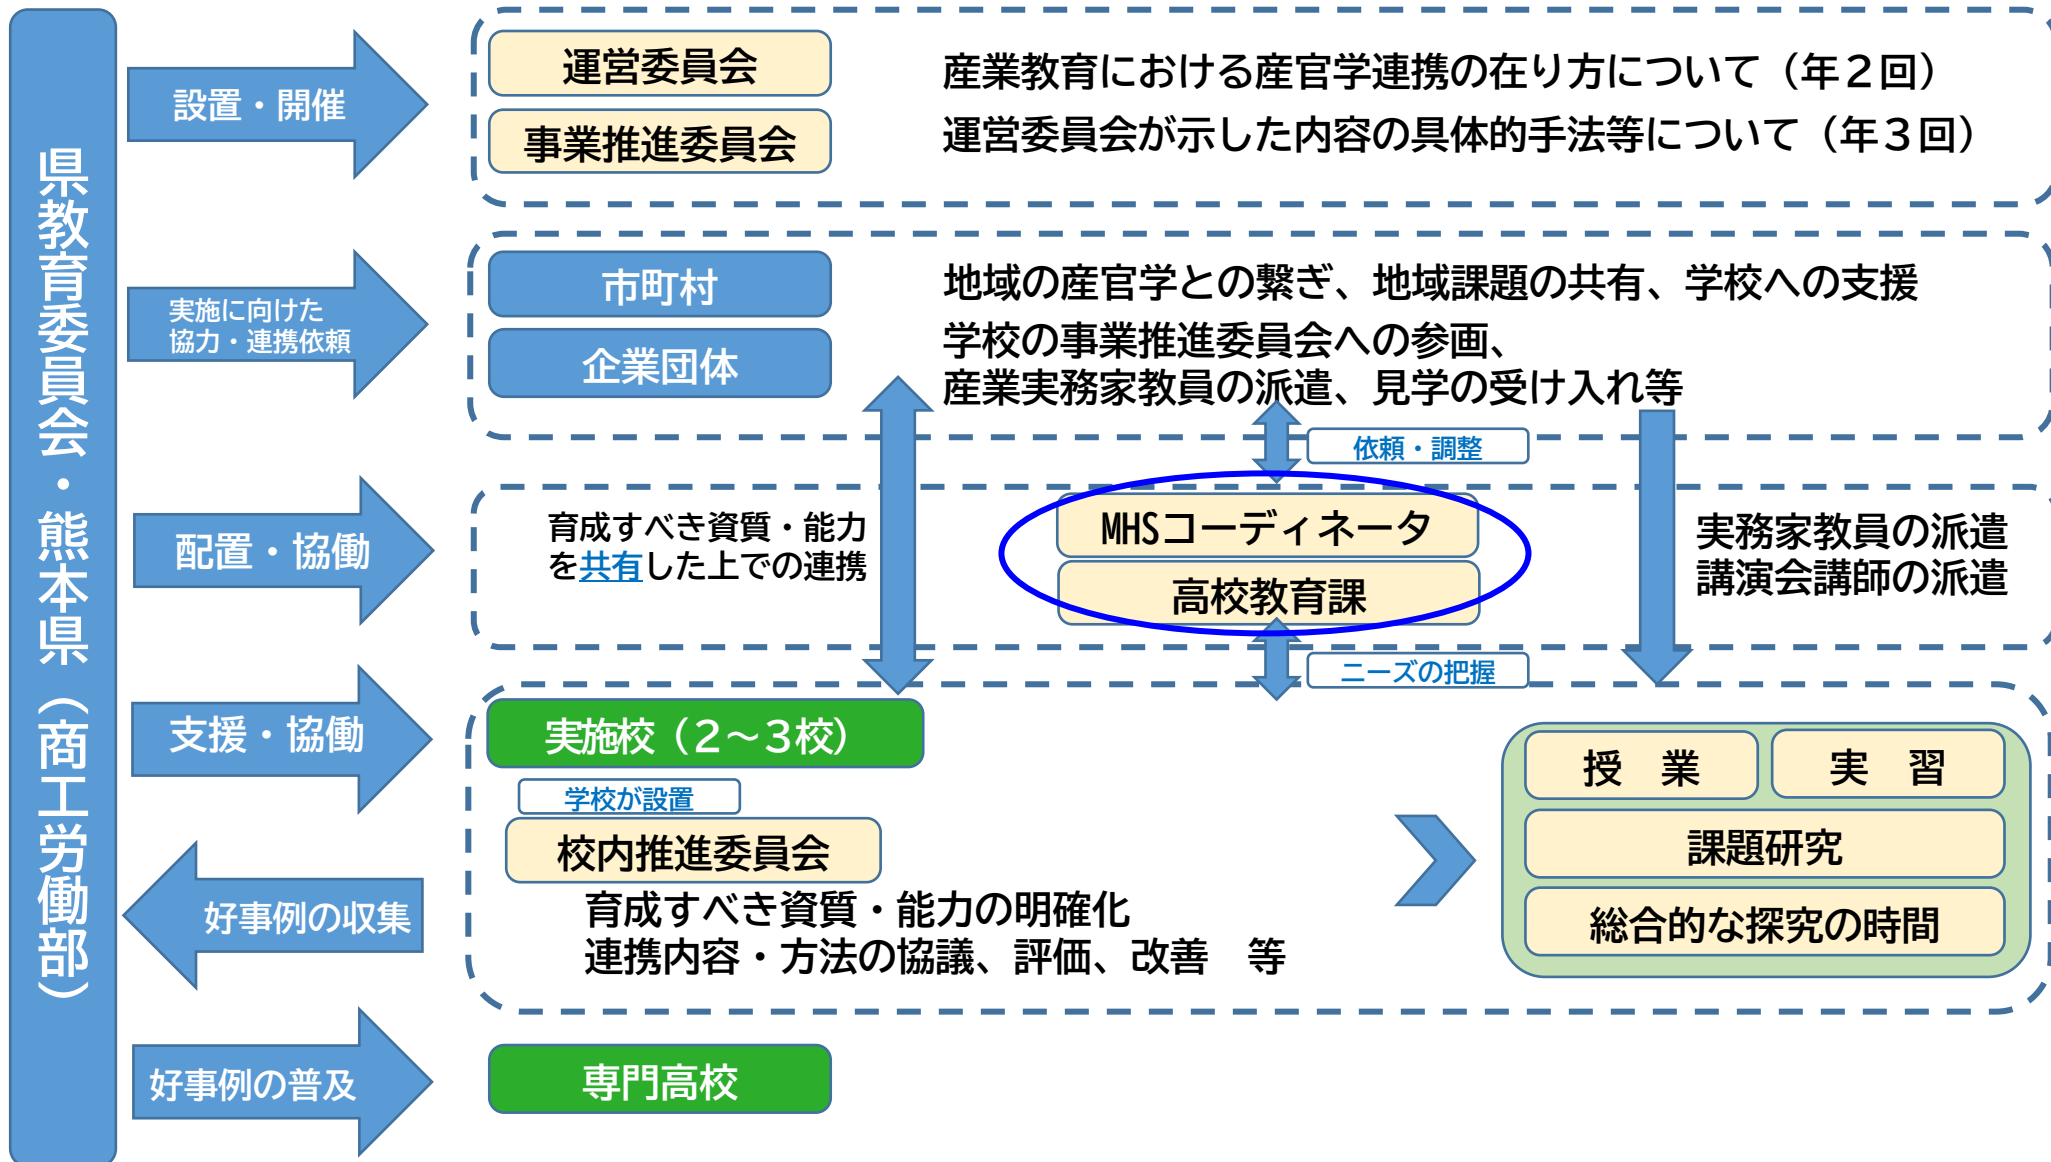 県教育委員会・熊本県（商工労働部）
設置・開催
運営委員会
産業教育における産官学連携の在り方について（年２回）
事業推進委員会
運営委員会が示した内容の具体的手法等について（年３回）
実施に向けた
協力・連携依頼
市町村
地域の産官学との繋ぎ、地域課題の共有、学校への支援
企業団体
学校の事業推進委員会への参画、
産業実務家教員の派遣、見学の受け入れ等
依頼・調整
配置・協働
育成すべき資質・能力
を共有した上での連携
MHSコーディネータ
高校教育課
実務家教員の派遣
講演会講師の派遣
ニーズの把握
支援・協働
実施校（２～３校）
学校が設置
校内推進委員会
育成すべき資質・能力の明確化
連携内容・方法の協議、評価、改善　等
授　業
実　習
課題研究
総合的な探究の時間
好事例の収集
好事例の普及
専門高校